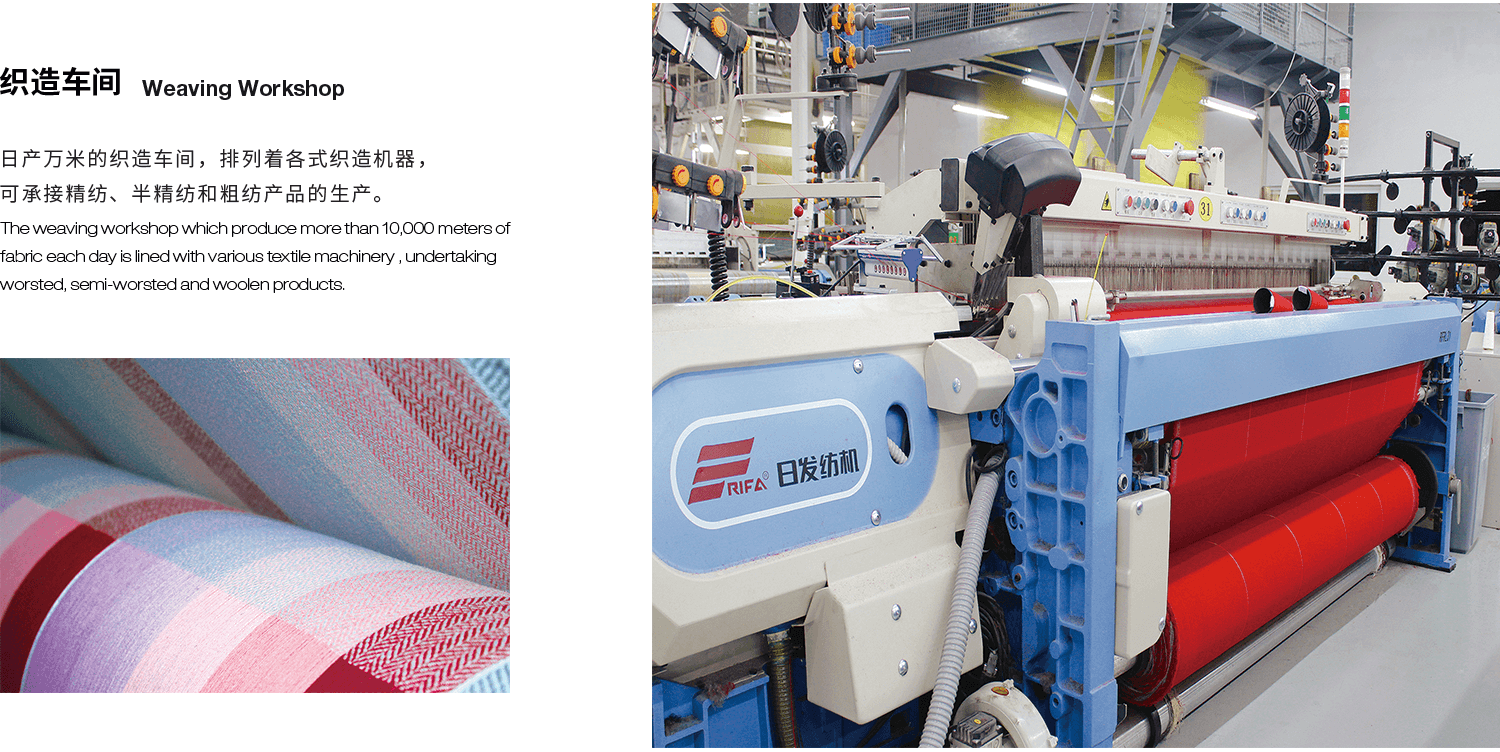 织造车间 Weaving Workshop
日产万米的织造车间，排列着各式织造机器，
可承接精纺、半精纺和粗纺产品的生产。
The weaving workshop which produce more than 10,000 meters of
fabric each day is lined with various textile machinery , undertaking
worsted, semi-worsted and woolen products.
31
RIFA® 日发纺机